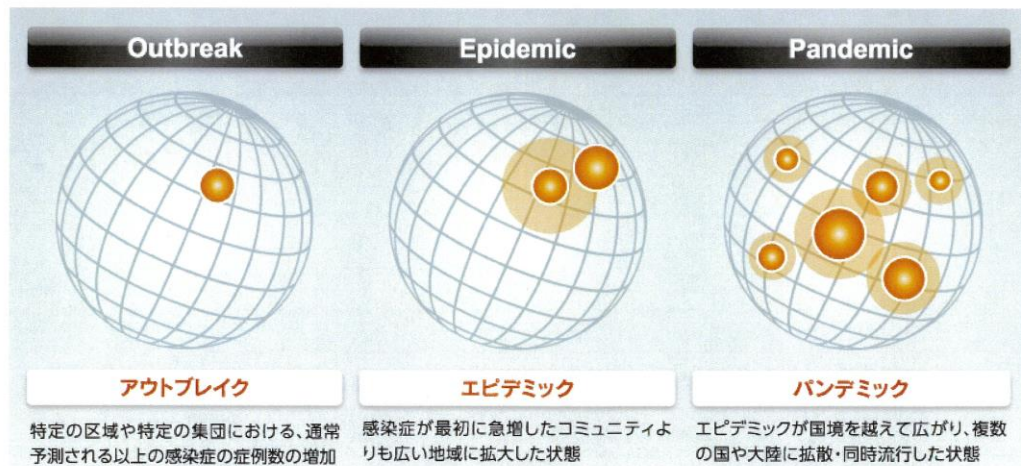 Outbreak
Epidemic
Pandemic
アウトブレイク
エピデミック
パンデミック
特定の区域や特定の集団における、通常
予測される以上の感染症の症例数の増加
感染症が最初に急増したコミュニティよ
りも広い地域に拡大した状態
エピデミックが国境を越えて広がり、複数
の国や大陸に拡散・同時流行した状態